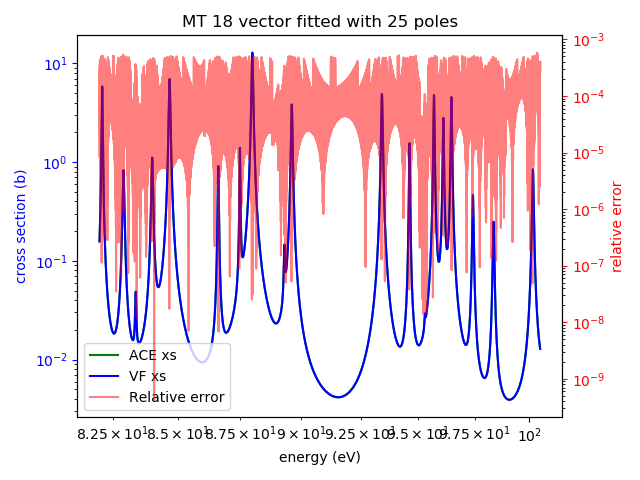 MT 18 vector fitted with 25 poles
10¹
10⁰
10⁻¹
10⁻²
cross section (b)
10⁻³
10⁻⁴
10⁻⁵
10⁻⁶
10⁻⁷
10⁻⁸
10⁻⁹
relative error
ACE xs
VF xs
Relative error
8.25 × 10¹ 8.5 × 10¹ 8.75 × 10¹ 9 × 10¹ 9.25 × 10¹ 9.5 × 10¹ 9.75 × 10¹ 10²
energy (eV)